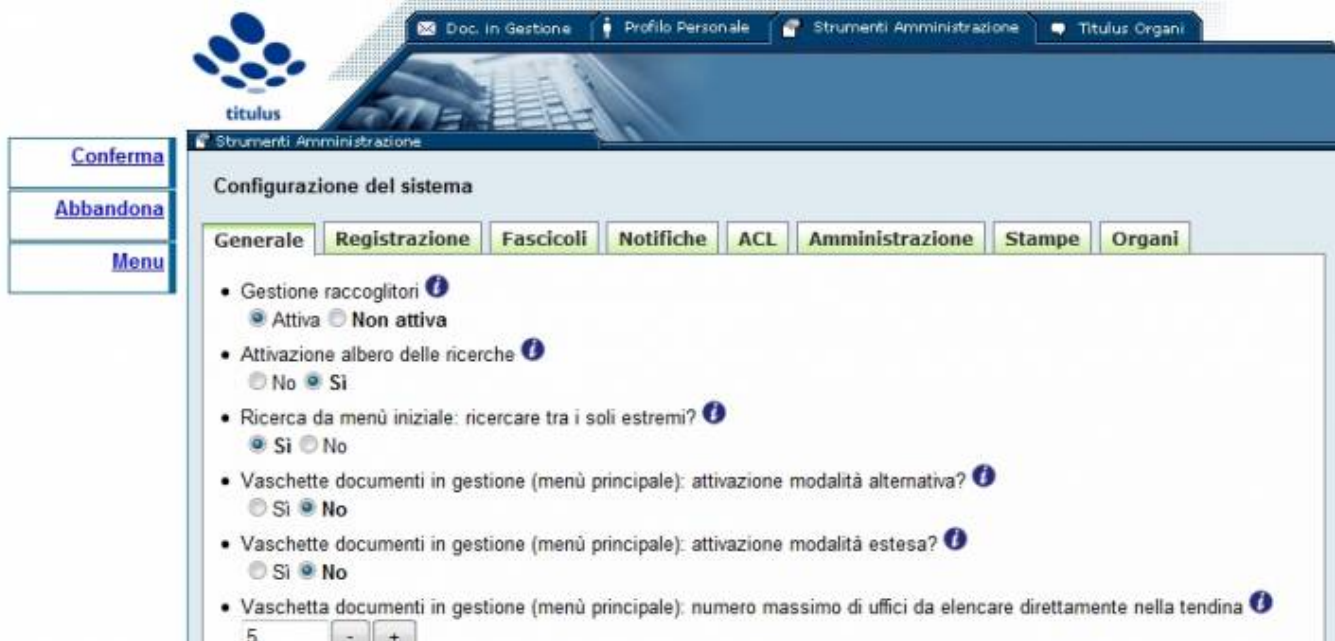 Doc. in Gestione Profilo Personale Strumenti Amministrazione Titulus Organi
titulus
Strumenti Amministrazione
Conferma
Abbandona
Menu
Configurazione del sistema
Generale Registrazione Fascicoli Notifiche ACL Amministrazione Stampe Organi
• Gestione raccoglitori i
Attiva Non attiva
• Attivazione albero delle ricerche i
No Sì
• Ricerca da menù iniziale: ricercare tra i soli estremi? i
Sì No
• Vaschette documenti in gestione (menù principale): attivazione modalità alternativa? i
Sì No
• Vaschette documenti in gestione (menù principale): attivazione modalità estesa? i
Sì No
• Vaschetta documenti in gestione (menù principale): numero massimo di uffici da elencare direttamente nella tendina i
5 - +